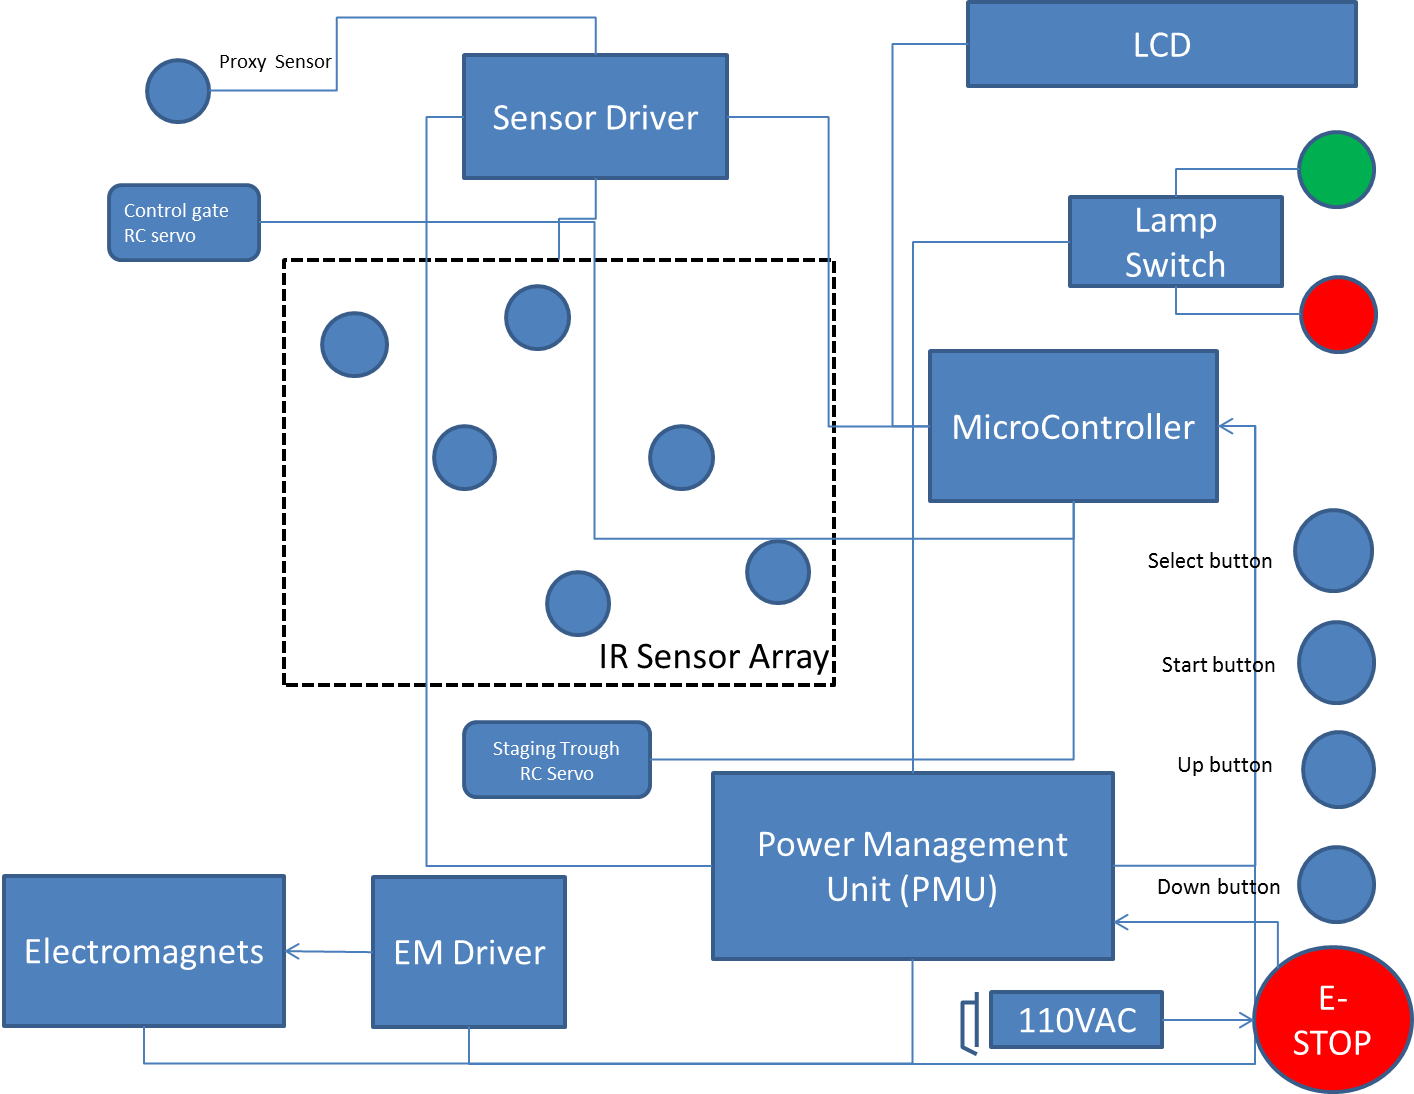 LCD
Proxy  Sensor
Sensor Driver
Control gate
RC servo
Lamp
Switch
MicroController
Select button
IR Sensor Array
Start button
Staging Trough
RC Servo
Up button
Power Management
Unit (PMU)
Down button
Electromagnets
EM Driver
110VAC
E-
STOP